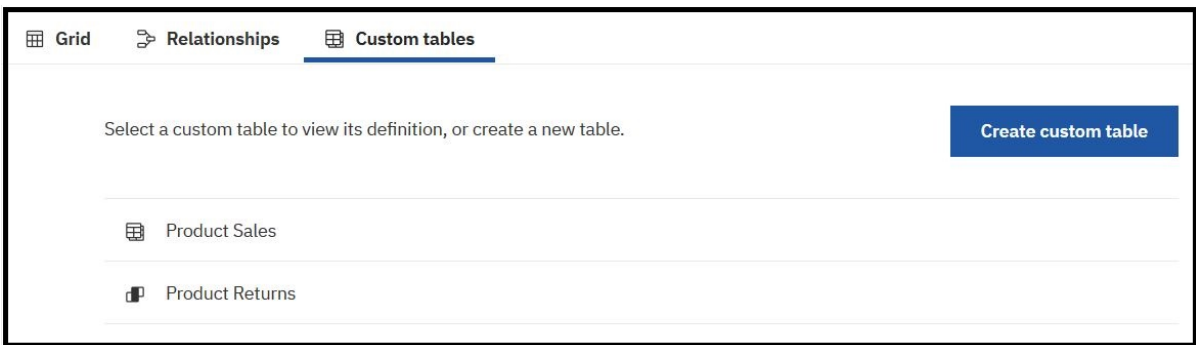 Grid Relationships Custom tables
Select a custom table to view its definition, or create a new table. Create custom table
Product Sales
Product Returns